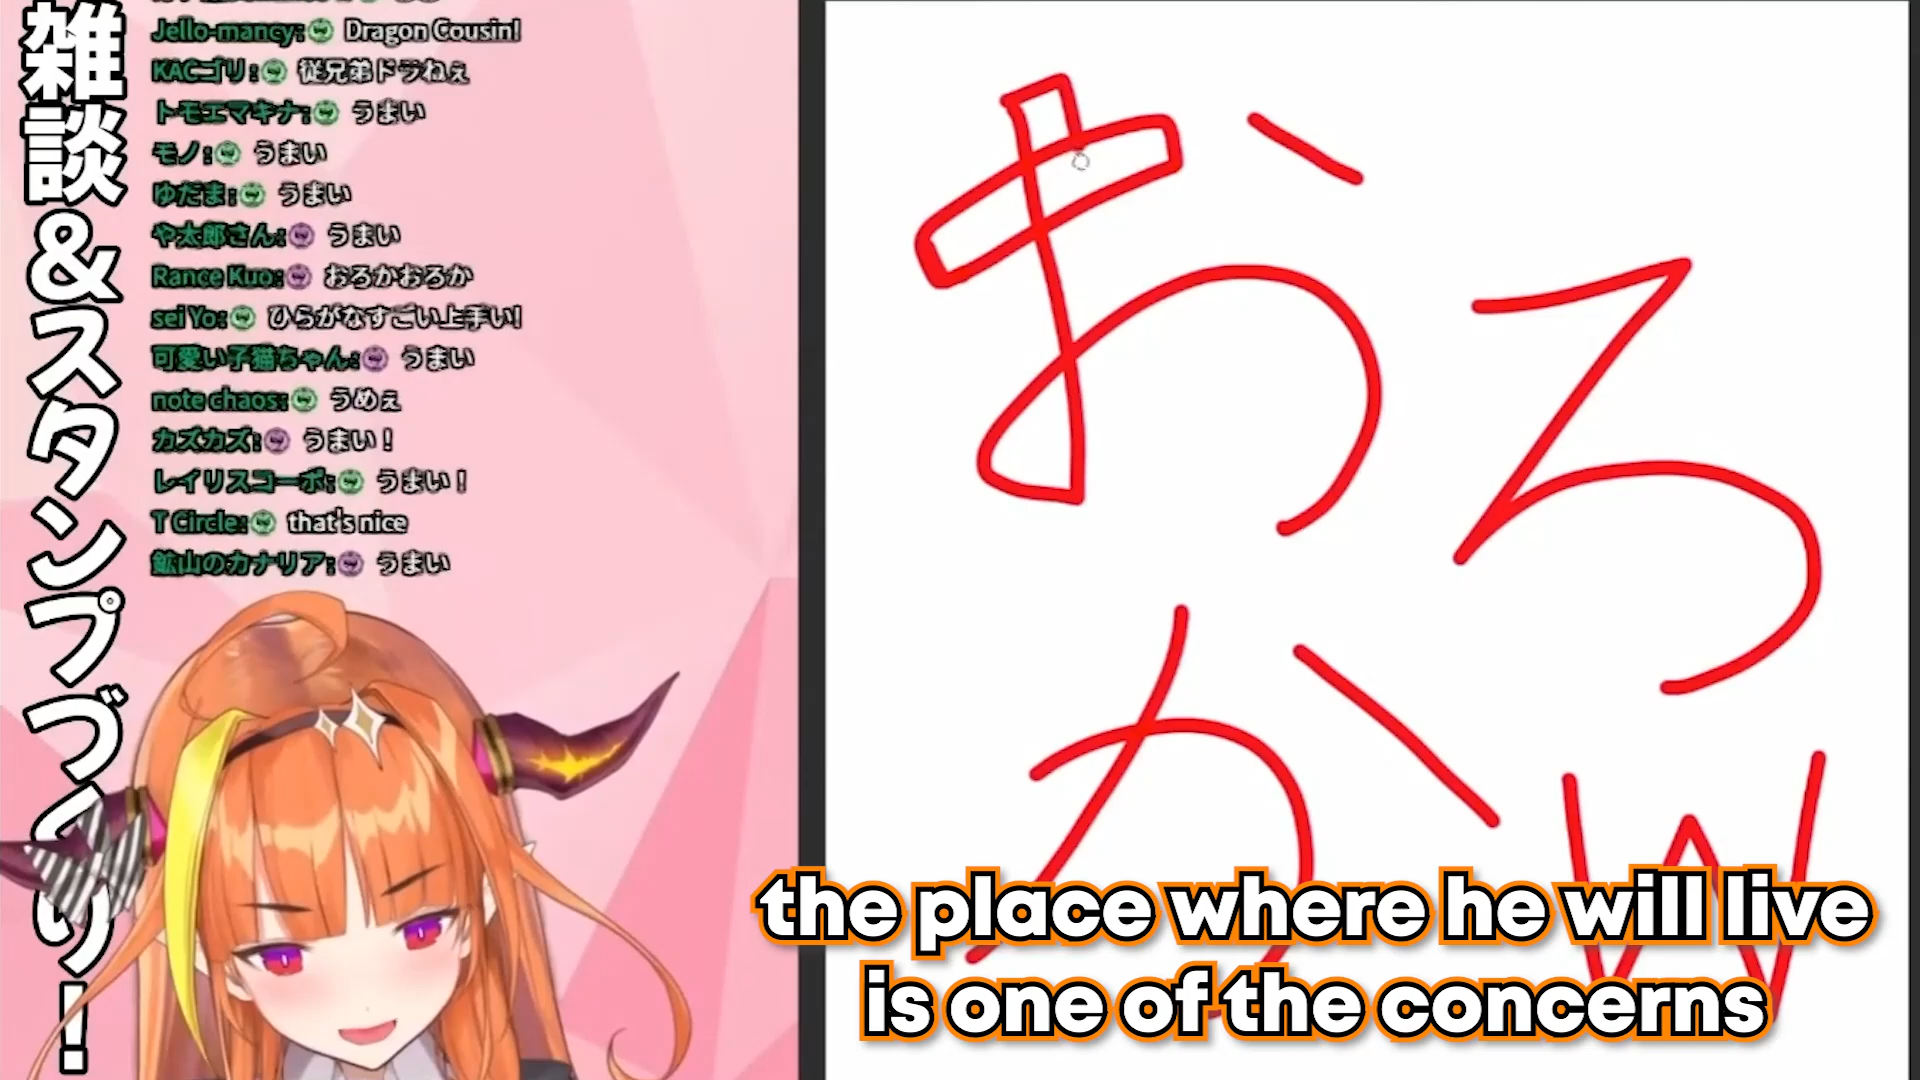 雑談&スタンプづくり!
Jello-mancy: Dragon Cousin!
KACゴリ: 従兄弟ドラねぇ
トモエマキナ: うまい
モノ: うまい
ゆだま: うまい
や太郎さん: うまい
Rance Kuo: おろかおろか
sei Yo: ひらがなすごい上手い!
可愛い子猫ちゃん: うまい
note chaos: うめぇ
カズカズ: うまい!
レイリスコーポ: うまい!
T Circle: that's nice
鉱山のカナリア: うまい
おろ
かw
the place where he will live
is one of the concerns